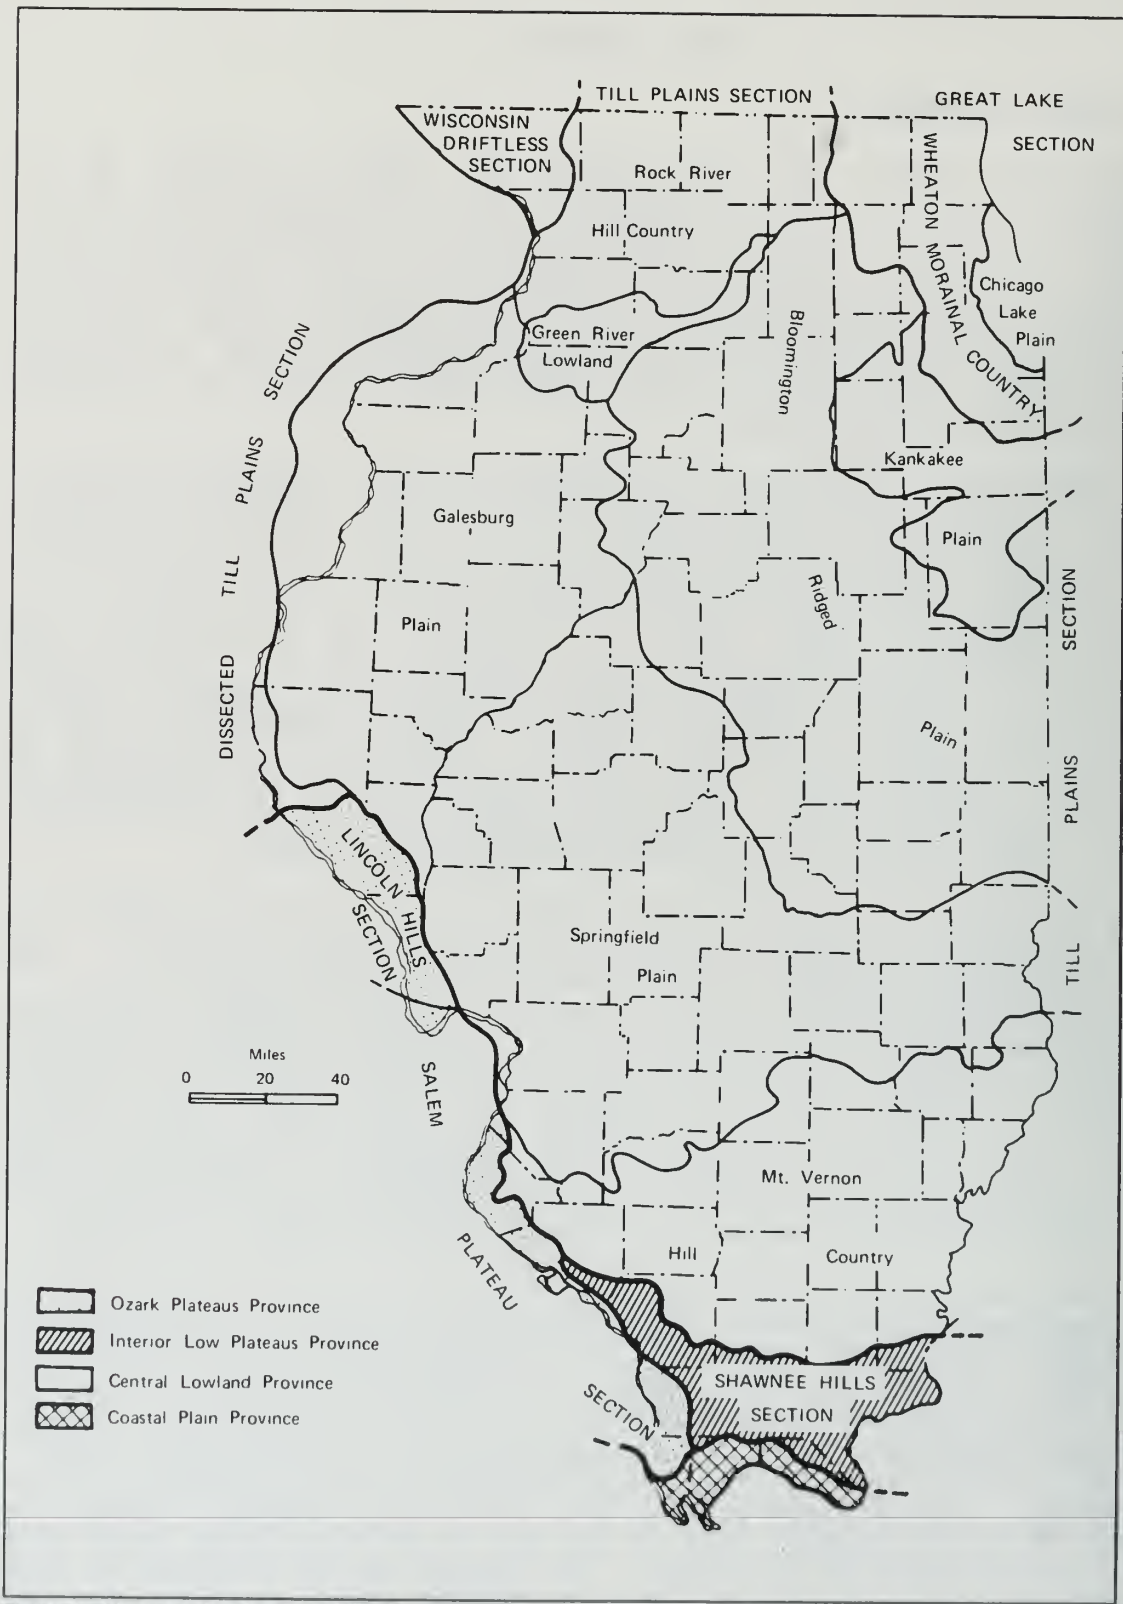 TILL PLAINS SECTION
GREAT LAKE
SECTION
WISCONSIN
DRIFTLESS
SECTION
Rock River
Hill Country
WHEATON MORAINAL COUNTRY
Chicago
Lake
Plain
Green River
Lowland
Bloomington
Ridged
Plain
Kankakee
Plain
Galesburg
Plain
DISSECTED TILL PLAINS SECTION
TILL PLAINS SECTION
LINCOLN HILLS
SECTION
Springfield
Plain
Miles
0 20 40
SALEM
PLATEAU
SECTION
Mt. Vernon
Hill Country
SHAWNEE HILLS
SECTION
Ozark Plateaus Province
Interior Low Plateaus Province
Central Lowland Province
Coastal Plain Province